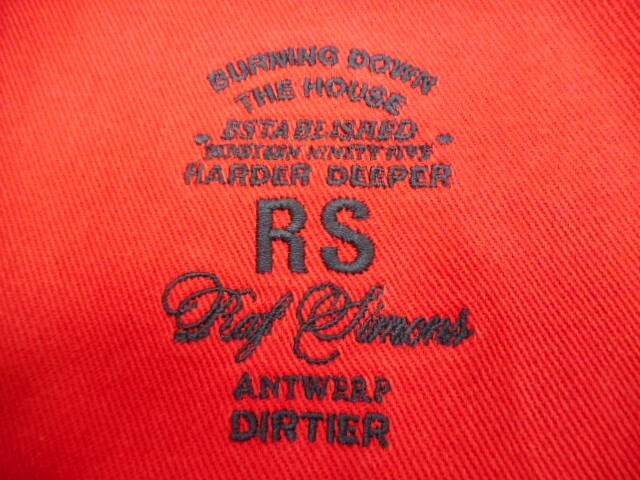 BURNING DOWN
THE HOUSE
ESTABLISHED
NINETEEN NINETY FIVE
HARDER DEEPER
RS
Raf Simons
ANTWERP
DIRTIER